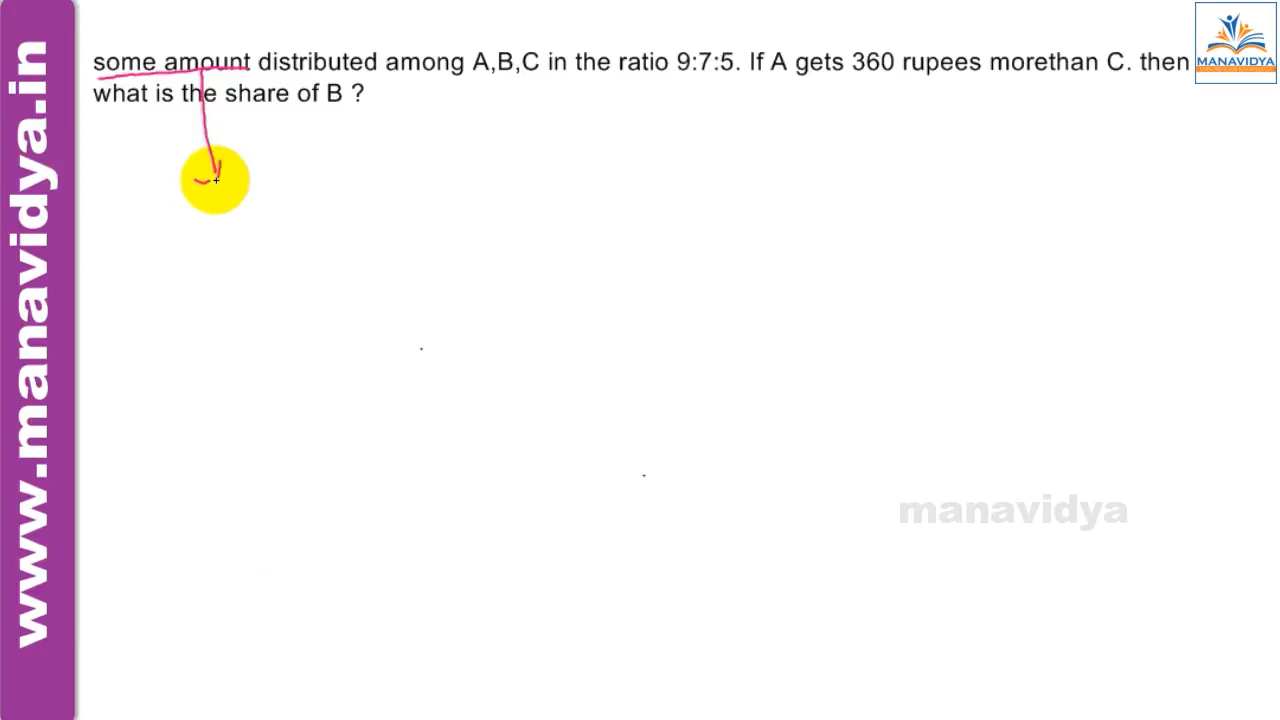 www.manavidya.in
some amount distributed among A,B,C in the ratio 9:7:5. If A gets 360 rupees morethan C. then
what is the share of B ?
MANAVIDYA
manavidya